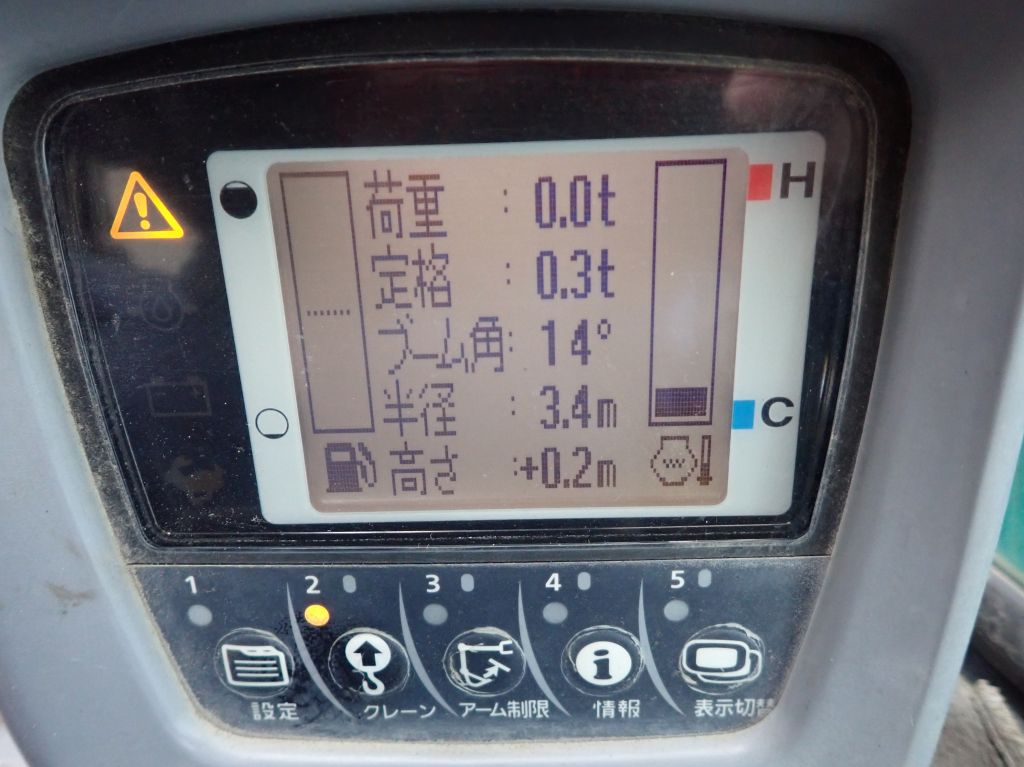 荷重 : 0.0t
H
定格 : 0.3t
ブーム角: 14°
半径 : 3.4m
C
高さ :+0.2m
1 2 3 4 5
設定 クレーン アーム制限 情報 表示切替